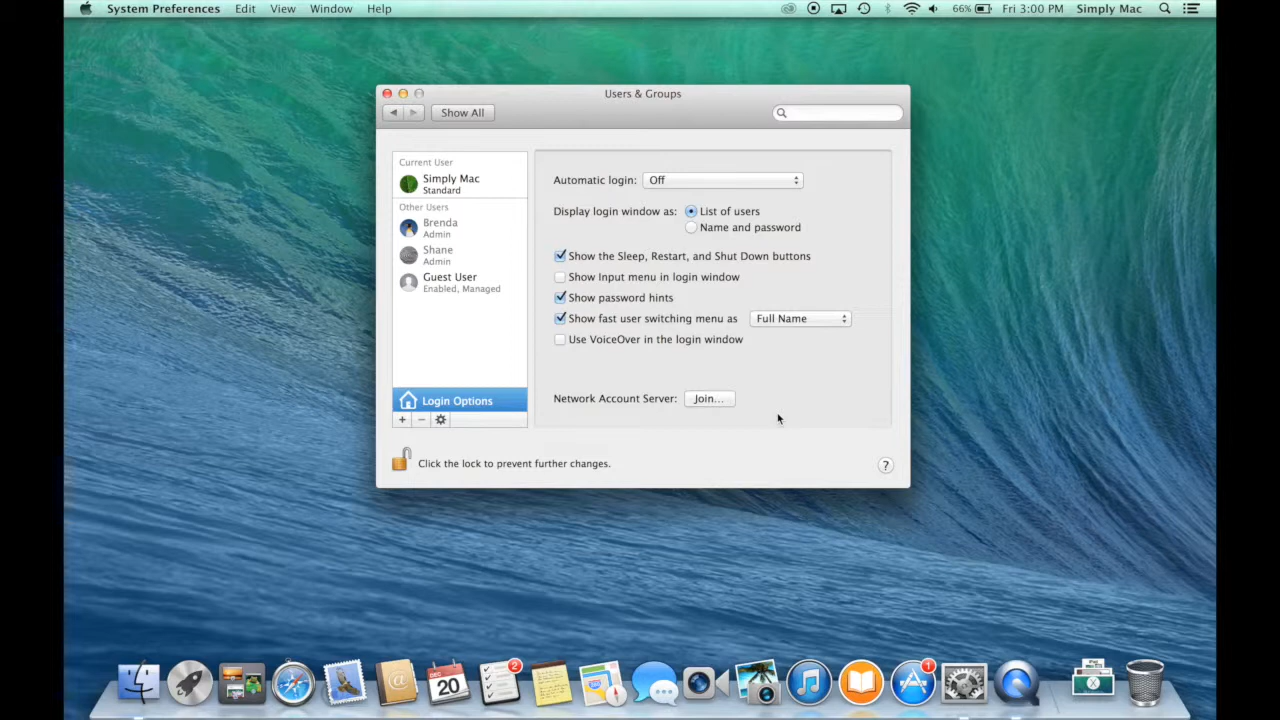 System Preferences Edit View Window Help 66% Fri 3:00 PM Simply Mac
Users & Groups
Show All
Current User
Simply Mac
Standard
Other Users
Brenda
Admin
Shane
Admin
Guest User
Enabled, Managed
Login Options
+ −
Automatic login: Off
Display login window as: List of users
Name and password
Show the Sleep, Restart, and Shut Down buttons
Show Input menu in login window
Show password hints
Show fast user switching menu as Full Name
Use VoiceOver in the login window
Network Account Server: Join...
Click the lock to prevent further changes.
?
DEC
20
2
1